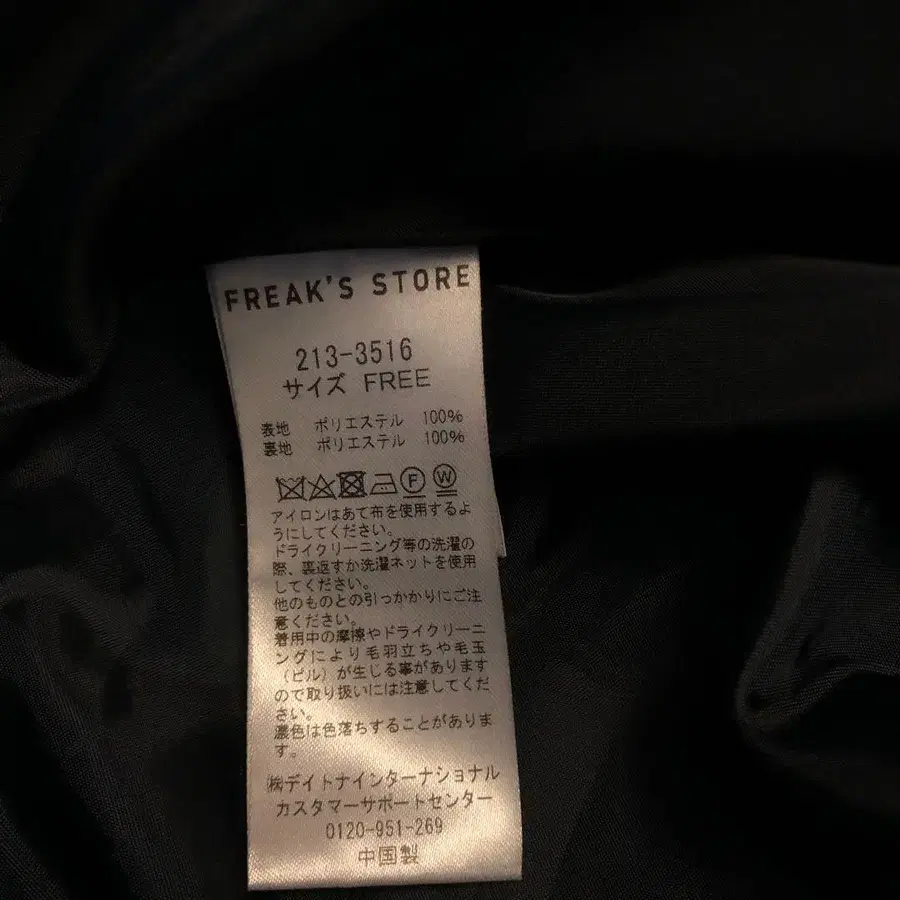 FREAK'S STORE
213-3516
サイズ FREE
表地 ポリエステル 100%
裏地 ポリエステル 100%
F W
アイロンはあて布を使用するよ
うにしてください。
ドライクリーニング等の洗濯の
際、裏返すか洗濯ネットを使用
してください。
他のものとの引っかかりにご注
意ください。
着用中の摩擦やドライクリーニ
ングにより毛羽立ちや毛玉
(ピル)が生じる事があります
ので取り扱いには注意してくだ
さい。
濃色は色落ちすることがありま
す。
㈱デイトナインターナショナル
カスタマーサポートセンター
0120-951-269
中国製